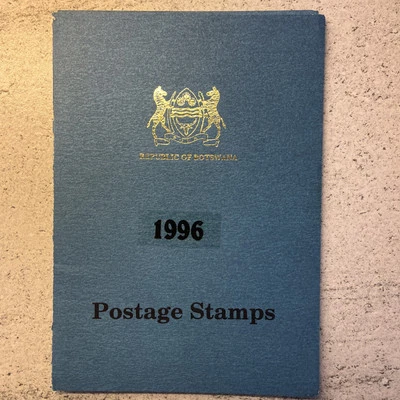 REPUBLIC OF BOTSWANA
1996
Postage Stamps